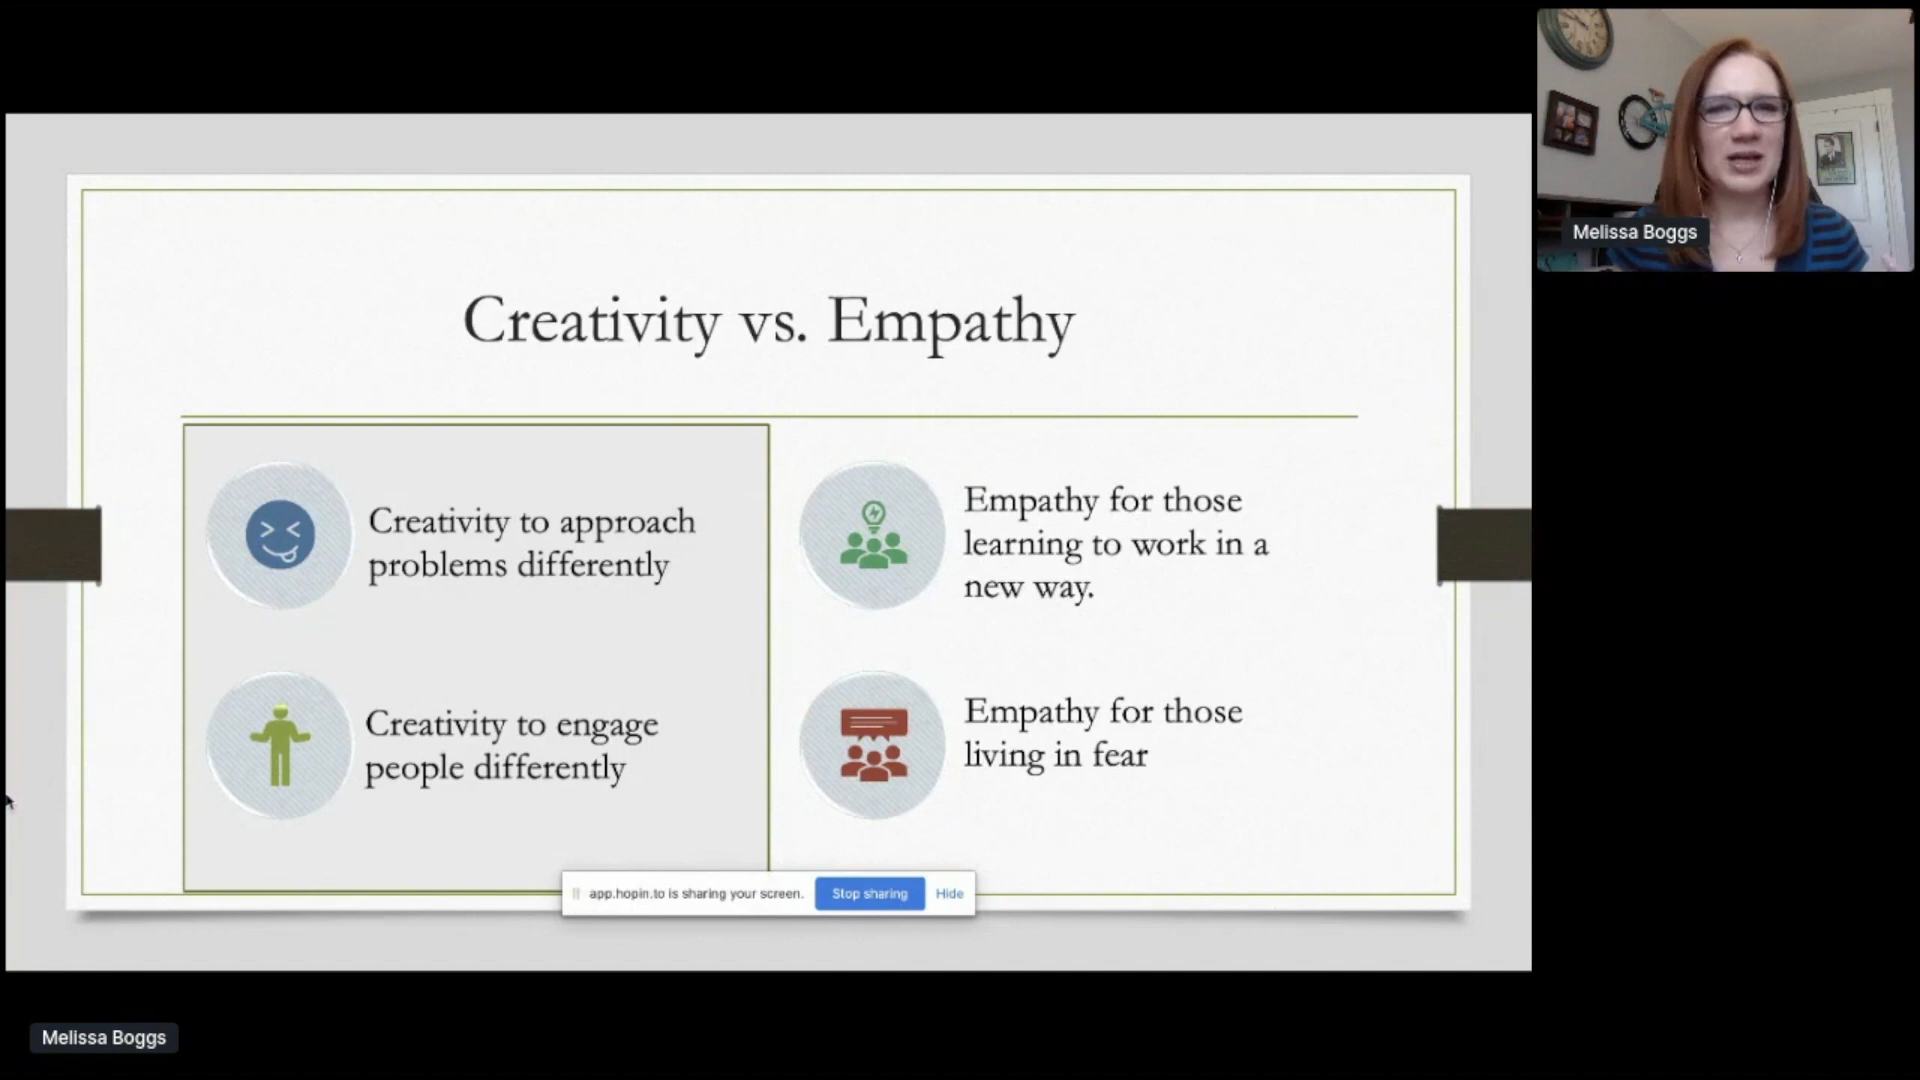 Melissa Boggs
Creativity vs. Empathy
Creativity to approach
problems differently
Creativity to engage
people differently
Empathy for those
learning to work in a
new way.
Empathy for those
living in fear
app.hopin.to is sharing your screen.
Stop sharing
Hide
Melissa Boggs